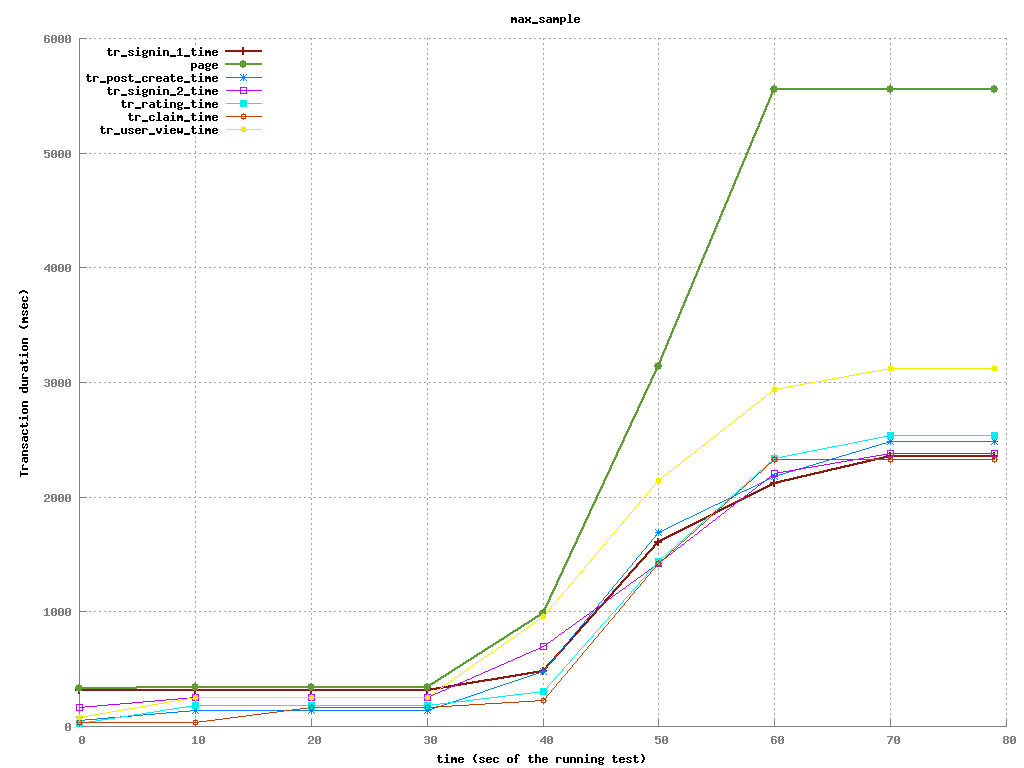 max_sample
6000
5000
4000
3000
2000
1000
0
tr_signin_1_time
page
tr_post_create_time
tr_signin_2_time
tr_rating_time
tr_claim_time
tr_user_view_time
Transaction duration (msec)
0 10 20 30 40 50 60 70 80
time (sec of the running test)